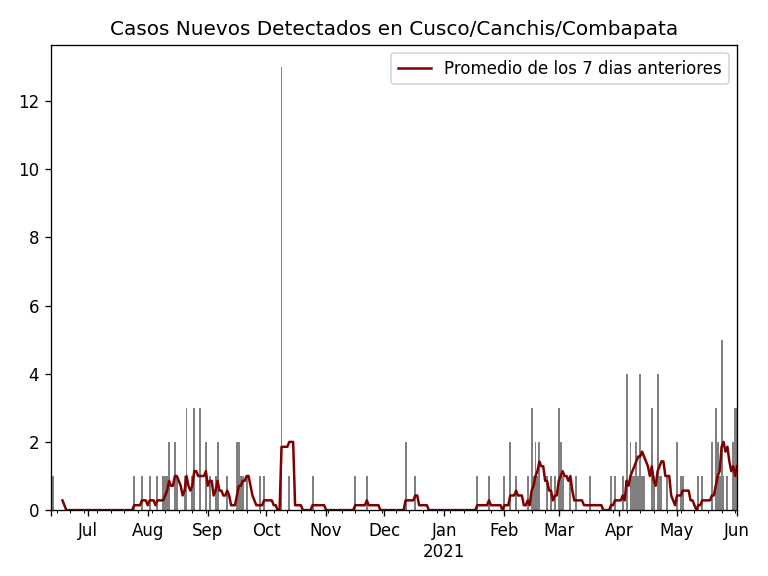 Casos Nuevos Detectados en Cusco/Canchis/Combapata
Promedio de los 7 dias anteriores
12
10
8
6
4
2
0
Jul Aug Sep Oct Nov Dec Jan Feb Mar Apr May Jun
2021